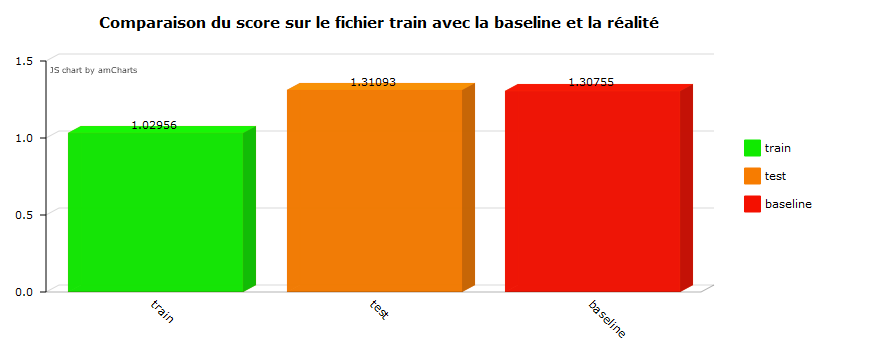 Comparaison du score sur le fichier train avec la baseline et la réalité
1.5
JS chart by amCharts
1.31093
1.30755
1.02956
1.0
train
test
0.5
baseline
0.0
train
test
baseline